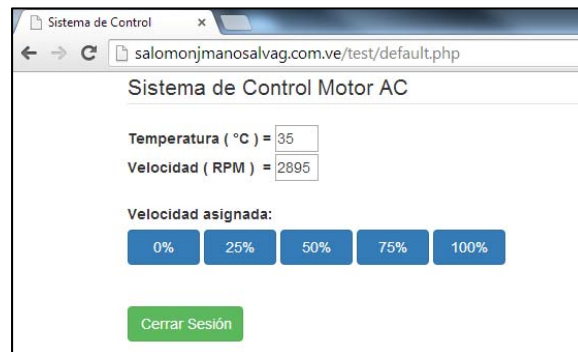 Sistema de Control
salomonjmanosalvag.com.ve/test/default.php
Sistema de Control Motor AC
Temperatura ( °C ) = 35
Velocidad ( RPM ) = 2895
Velocidad asignada:
0% 25% 50% 75% 100%
Cerrar Sesión